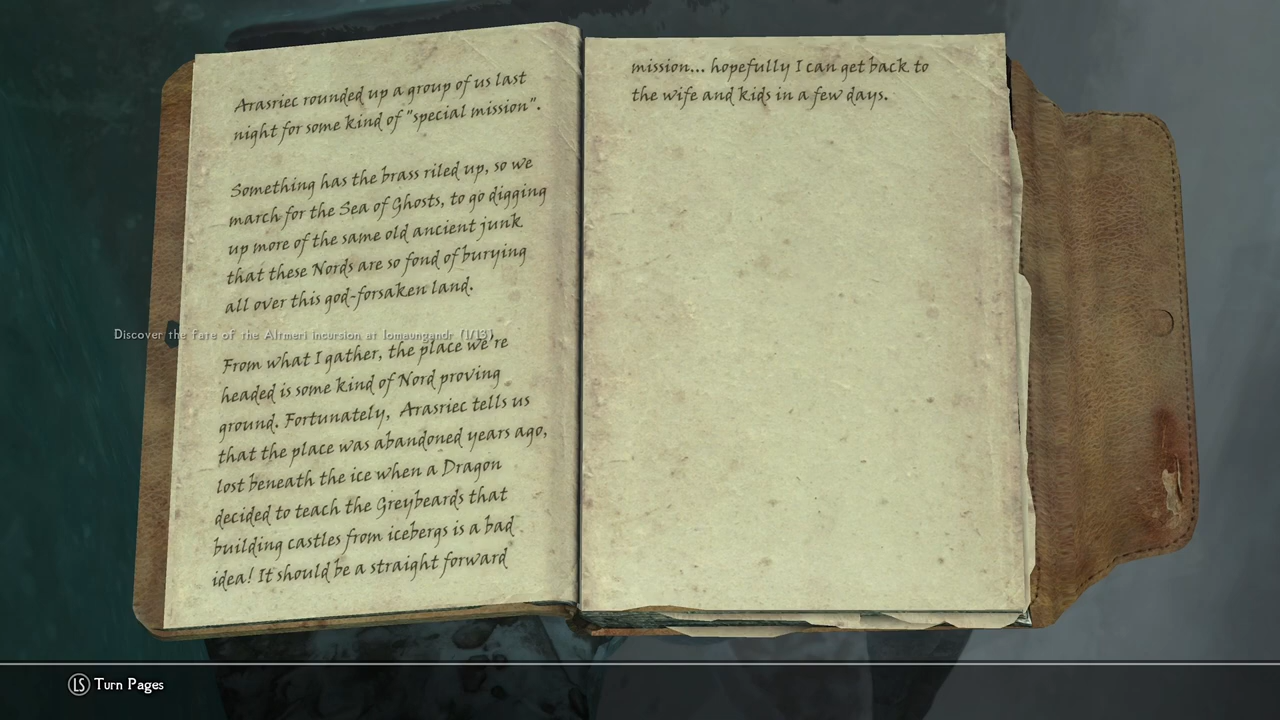 Arasriec rounded up a group of us last
night for some kind of "special mission".
Something has the brass riled up, so we
march for the Sea of Ghosts, to go digging
up more of the same old ancient junk
that these Nords are so fond of burying
all over this god-forsaken land.
Discover the fate of the Altmeri incursion at Iomaungandr (1/13)
From what I gather, the place we're
headed is some kind of Nord proving
ground. Fortunately, Arasriec tells us
that the place was abandoned years ago,
lost beneath the ice when a Dragon
decided to teach the Greybeards that
building castles from icebergs is a bad
idea! It should be a straight forward
mission... hopefully I can get back to
the wife and kids in a few days.
LS Turn Pages